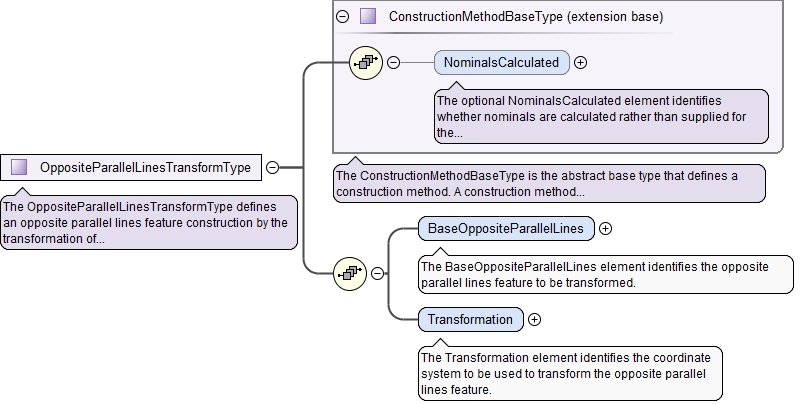 ConstructionMethodBaseType (extension base)
NominalsCalculated
The optional NominalsCalculated element identifies
whether nominals are calculated rather than supplied for
the...
OppositeParallelLinesTransformType
The OppositeParallelLinesTransformType defines
an opposite parallel lines feature construction by the
transformation of...
The ConstructionMethodBaseType is the abstract base type that defines a
construction method. A construction method...
BaseOppositeParallelLines
The BaseOppositeParallelLines element identifies the opposite
parallel lines feature to be transformed.
Transformation
The Transformation element identifies the coordinate
system to be used to transform the opposite parallel
lines feature.